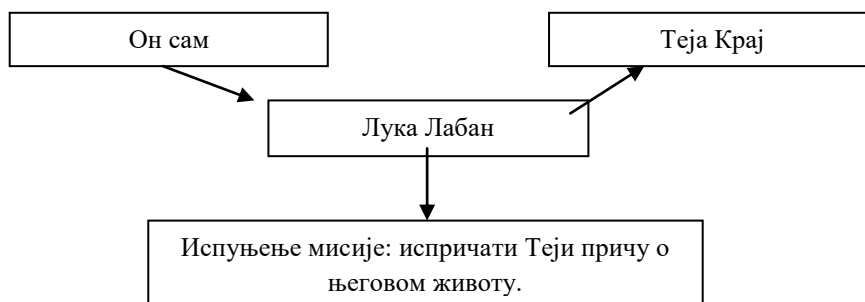 Он сам
Теја Крај
Лука Лабан
Испуњење мисије: испричати Теји причу о
његовом животу.